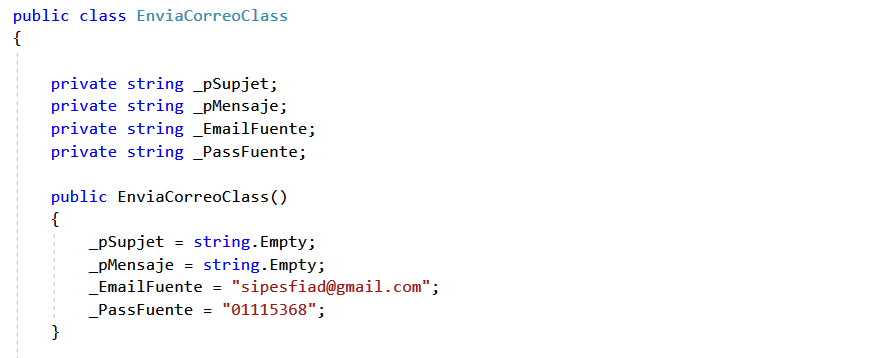 public class EnviaCorreoClass
{
private string _pSupjet;
private string _pMensaje;
private string _EmailFuente;
private string _PassFuente;
public EnviaCorreoClass()
{
_pSupjet = string.Empty;
_pMensaje = string.Empty;
_EmailFuente = "sipesfiad@gmail.com";
_PassFuente = "01115368";
}